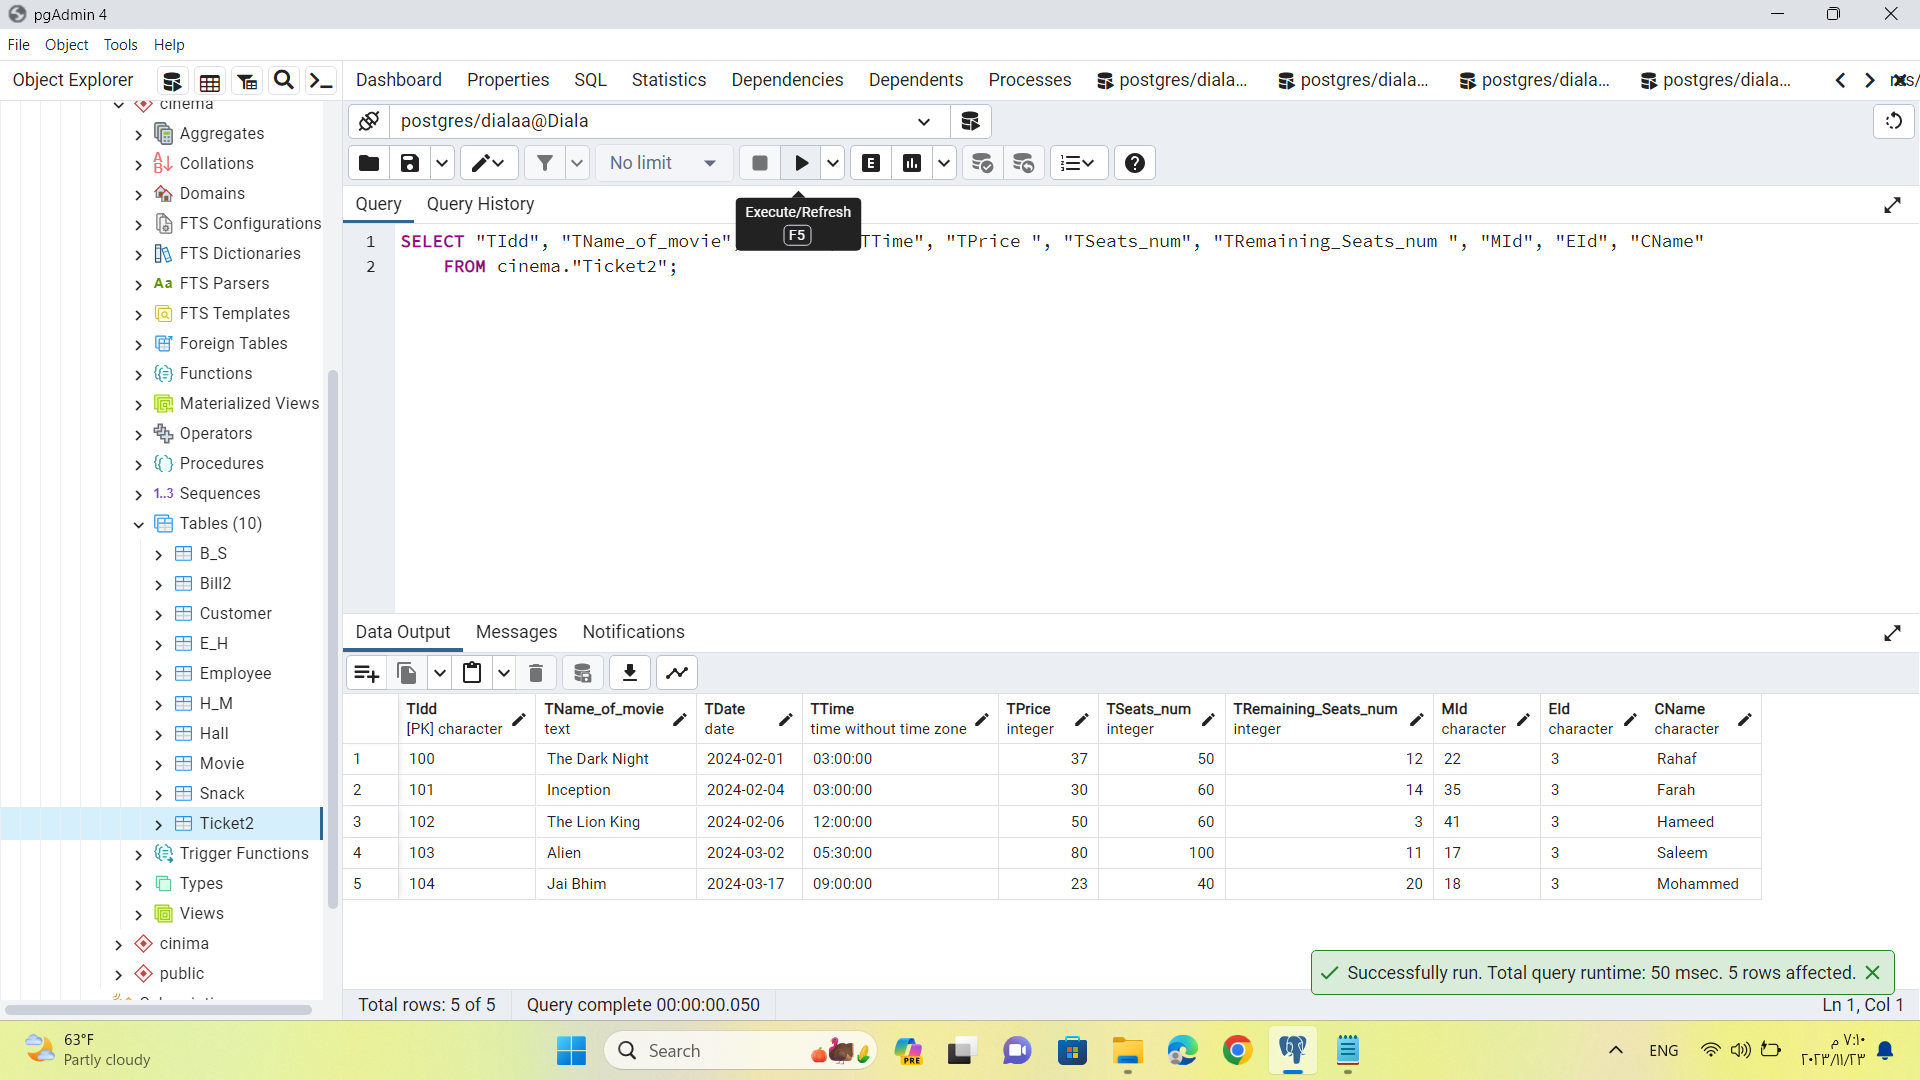 pgAdmin 4
File Object Tools Help
Object Explorer
Dashboard Properties SQL Statistics Dependencies Dependents Processes postgres/diala... postgres/diala... postgres/diala... postgres/diala...
cinema
Aggregates
Collations
Domains
FTS Configurations
FTS Dictionaries
FTS Parsers
FTS Templates
Foreign Tables
Functions
Materialized Views
Operators
Procedures
1..3 Sequences
Tables (10)
B_S
Bill2
Customer
E_H
Employee
H_M
Hall
Movie
Snack
Ticket2
Trigger Functions
Types
Views
cinima
public
postgres/dialaa@Diala
No limit
Query Query History
Execute/Refresh
F5
1 SELECT "TIdd", "TName_of_movie" TTime", "TPrice ", "TSeats_num", "TRemaining_Seats_num ", "MId", "EId", "CName"
2 FROM cinema."Ticket2";
Data Output Messages Notifications
TIdd TName_of_movie TDate TTime TPrice TSeats_num TRemaining_Seats_num MId EId CName
[PK] character text date time without time zone integer integer integer character character character
1 100 The Dark Night 2024-02-01 03:00:00 37 50 12 22 3 Rahaf
2 101 Inception 2024-02-04 03:00:00 30 60 14 35 3 Farah
3 102 The Lion King 2024-02-06 12:00:00 50 60 3 41 3 Hameed
4 103 Alien 2024-03-02 05:30:00 80 100 11 17 3 Saleem
5 104 Jai Bhim 2024-03-17 09:00:00 23 40 20 18 3 Mohammed
Successfully run. Total query runtime: 50 msec. 5 rows affected.
Total rows: 5 of 5 Query complete 00:00:00.050 Ln 1, Col 1
63°F
Partly cloudy
Search
PRE
ENG
٧:١٠ م
٢٠٢٣/١١/٢٣